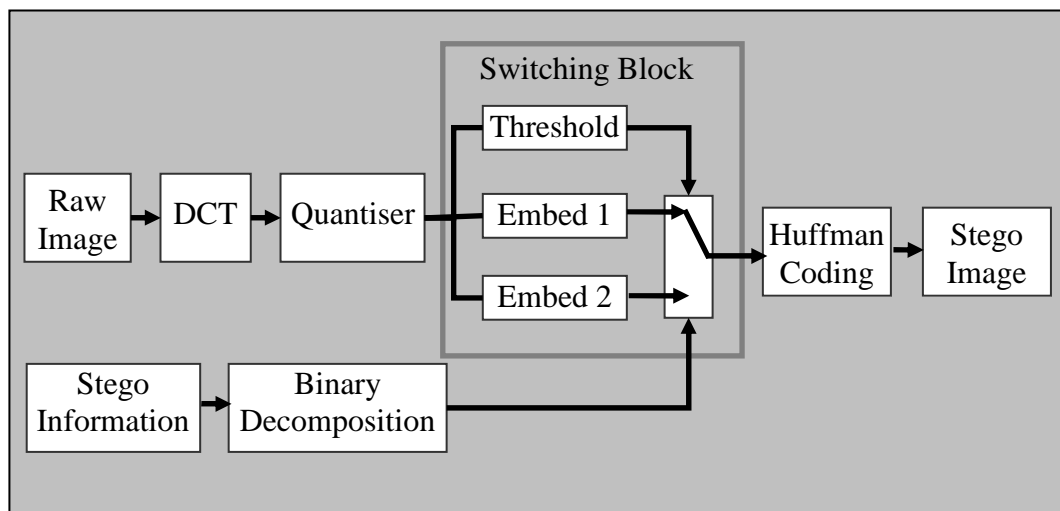 Switching Block
Threshold
Raw
Image
DCT
Quantiser
Embed 1
Huffman
Coding
Stego
Image
Embed 2
Stego
Information
Binary
Decomposition